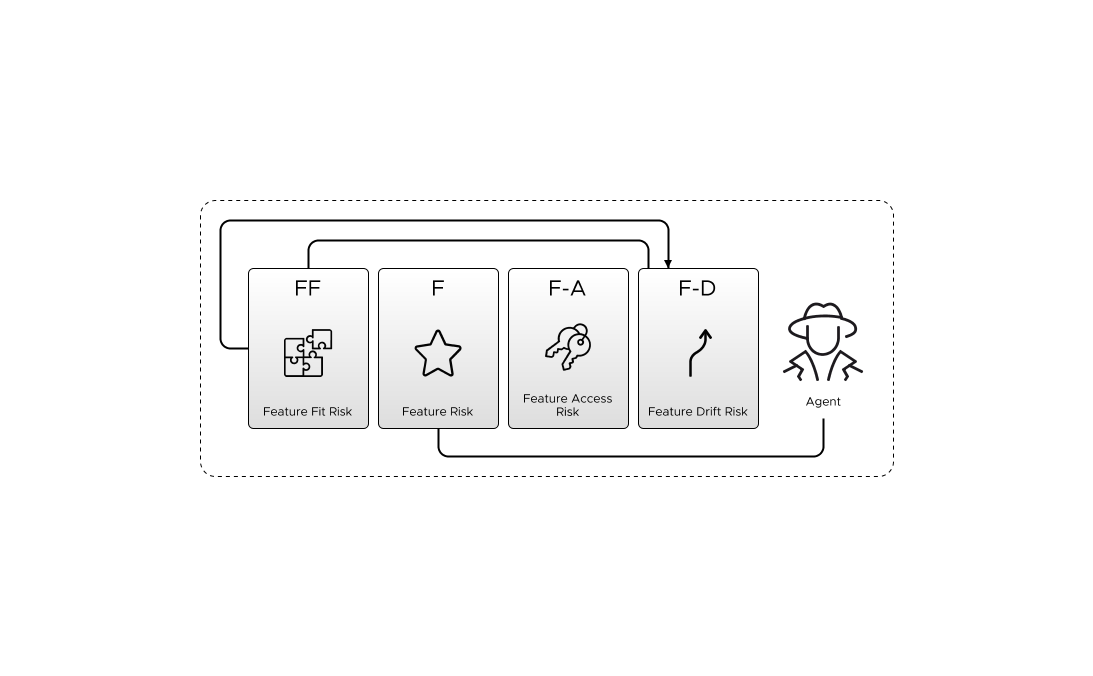 FF
F
F-A
F-D
Feature Fit Risk
Feature Risk
Feature Access
Risk
Feature Drift Risk
Agent